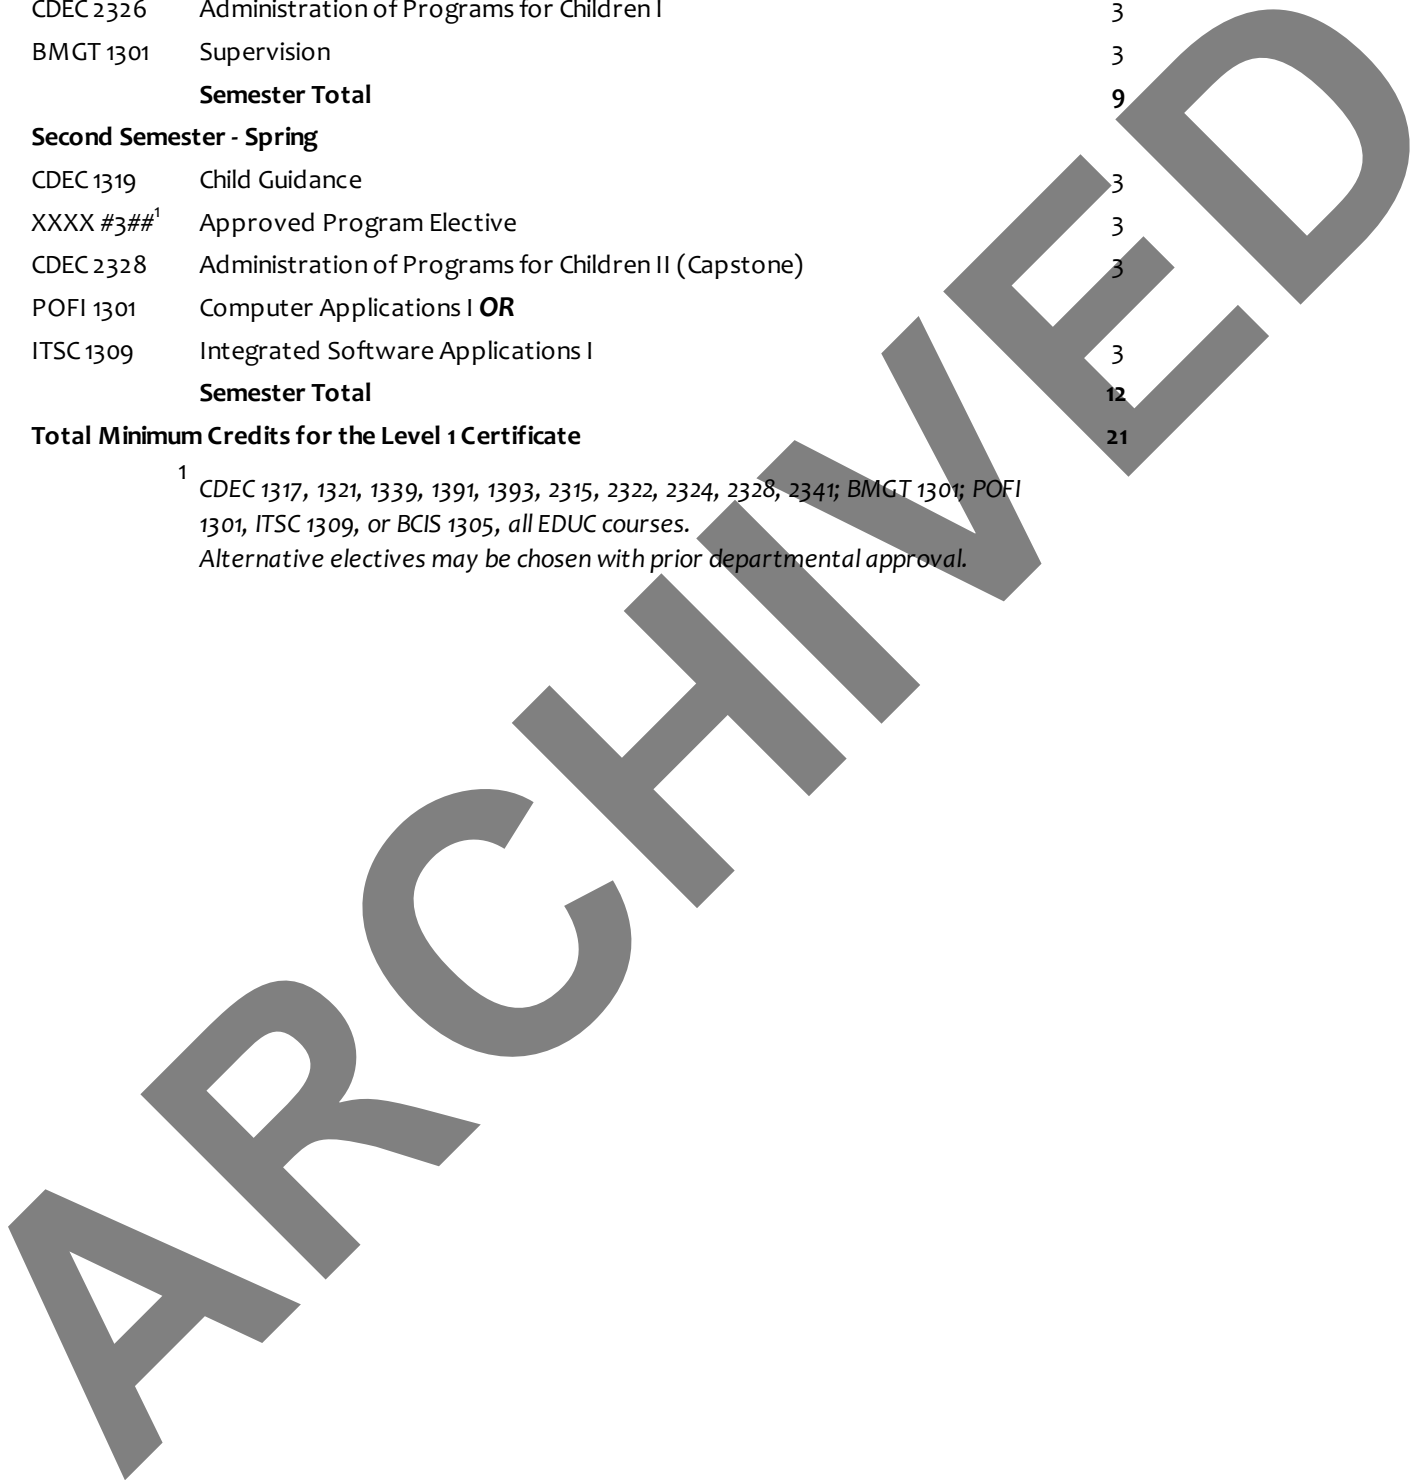 CDEC 2326 Administration of Programs for Children I 3
BMGT 1301 Supervision 3
Semester Total 9
Second Semester - Spring
CDEC 1319 Child Guidance 3
XXXX #3##1 Approved Program Elective 3
CDEC 2328 Administration of Programs for Children II (Capstone) 3
POFI 1301 Computer Applications I OR
ITSC 1309 Integrated Software Applications I 3
Semester Total 12
Total Minimum Credits for the Level 1 Certificate 21
1 CDEC 1317, 1321, 1339, 1391, 1393, 2315, 2322, 2324, 2328, 2341; BMGT 1301; POFI
1301, ITSC 1309, or BCIS 1305, all EDUC courses.
Alternative electives may be chosen with prior departmental approval.
ARCHIVED